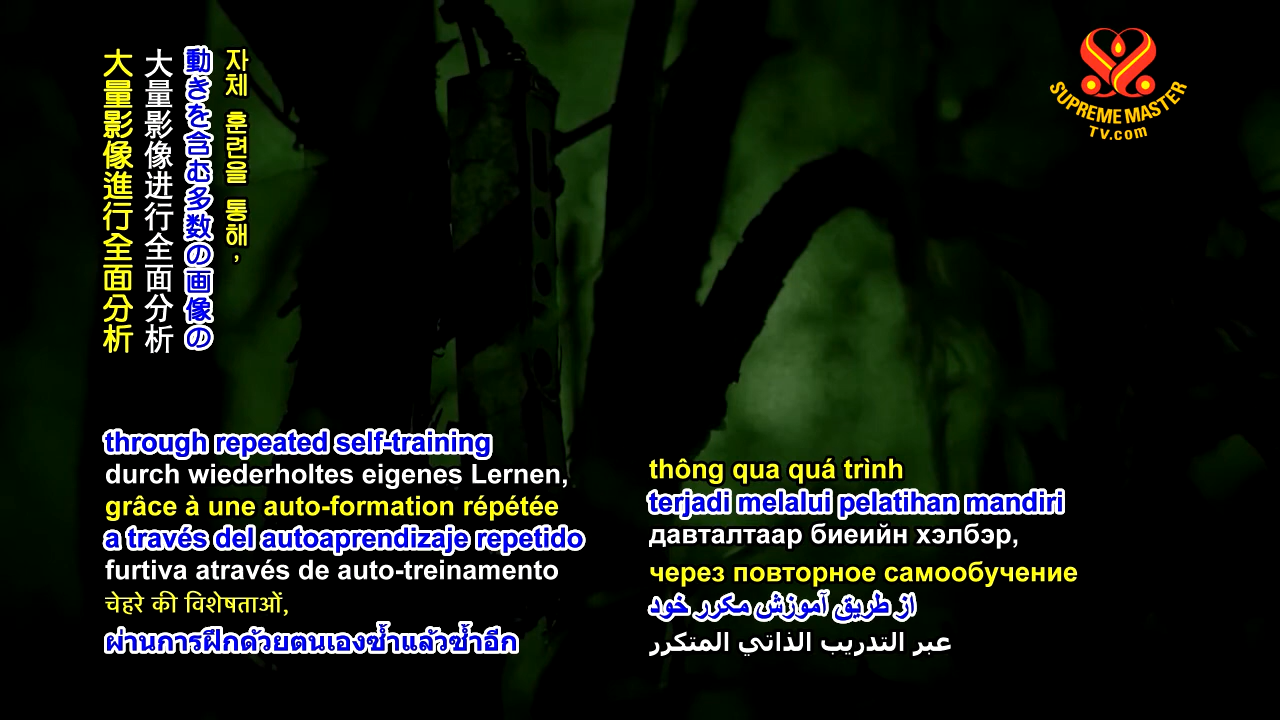 大量影像進行全面分析
大量影像进行全面分析
動きを含む多数の画像の
자체 훈련을 통해,
SUPREME MASTER
TV.com
through repeated self-training
durch wiederholtes eigenes Lernen,
grâce à une auto-formation répétée
a través del autoaprendizaje repetido
furtiva através de auto-treinamento
चेहरे की विशेषताओं,
ผ่านการฝึกด้วยตนเองซ้ำแล้วซ้ำอีก
thông qua quá trình
terjadi melalui pelatihan mandiri
давталтаар биеийн хэлбэр,
через повторное самообучение
از طریق آموزش مکرر خود
عبر التدريب الذاتي المتكرر